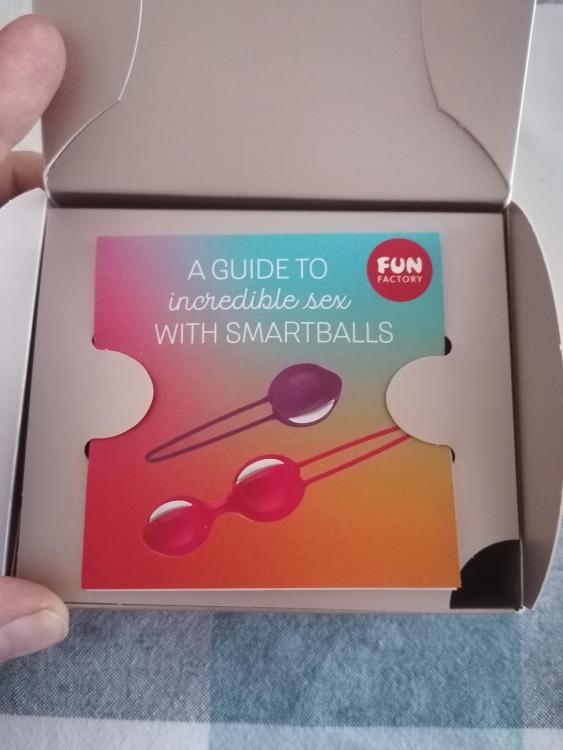 A GUIDE TO
incredible sex
WITH SMARTBALLS
FUN
FACTORY